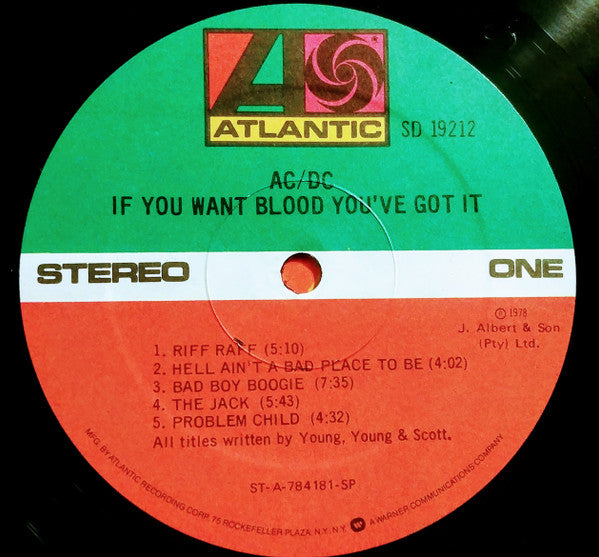 ATLANTIC
SD 19212
AC/DC
IF YOU WANT BLOOD YOU'VE GOT IT
STEREO
ONE
℗ 1978
J. Albert & Son
(Pty) Ltd.
1. RIFF RAFF (5:10)
2. HELL AIN'T A BAD PLACE TO BE (4:02)
3. BAD BOY BOOGIE (7:35)
4. THE JACK (5:43)
5. PROBLEM CHILD (4:32)
All titles written by Young, Young & Scott.
ST-A-784181-SP
MFG. BY ATLANTIC RECORDING CORP. 75 ROCKEFELLER PLAZA, N.Y. N.Y. A WARNER COMMUNICATIONS COMPANY